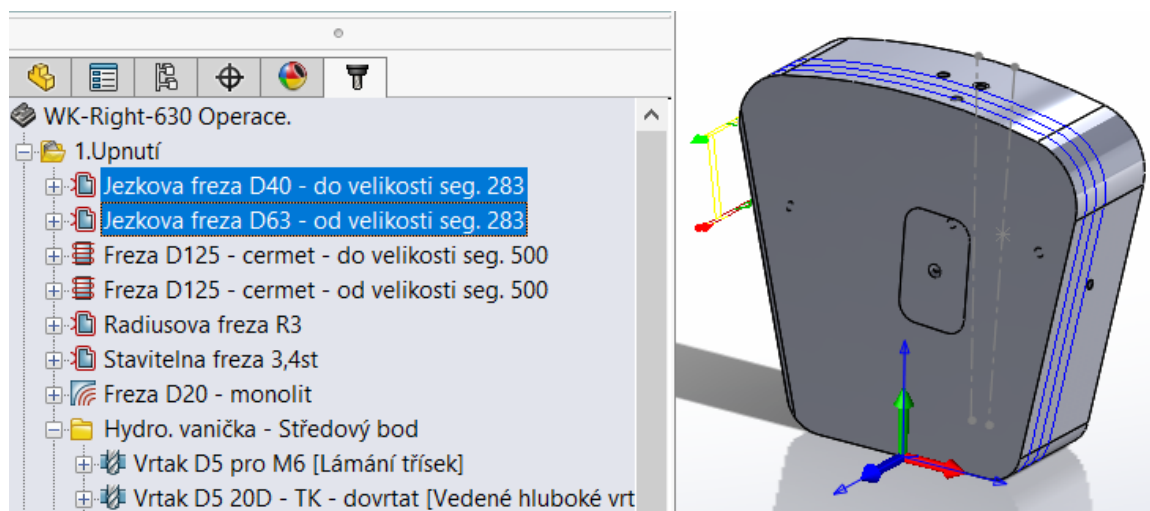 WK-Right-630 Operace.
1.Upnutí
Jezkova freza D40 - do velikosti seg. 283
Jezkova freza D63 - od velikosti seg. 283
Freza D125 - cermet - do velikosti seg. 500
Freza D125 - cermet - od velikosti seg. 500
Radiusova freza R3
Stavitelna freza 3,4st
Freza D20 - monolit
Hydro. vanička - Středový bod
Vrtak D5 pro M6 [Lámání třísek]
Vrtak D5 20D - TK - dovrtat [Vedené hluboké vrt